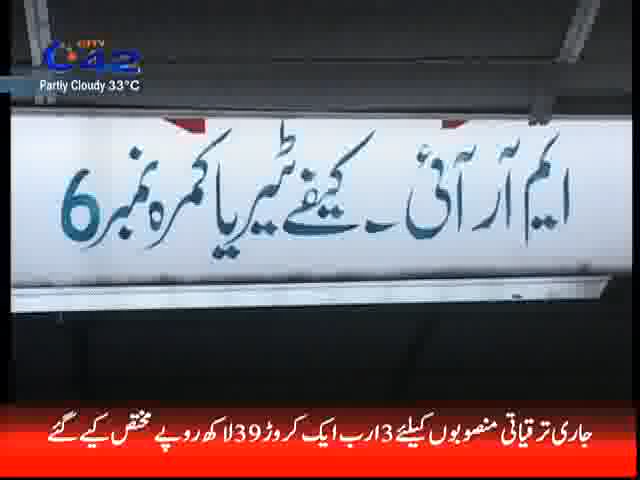 CITY 42
Partly Cloudy 33°C
ایم آر آئی ۔ کیفے ٹیریا کمرہ نمبر 6
جاری ترقیاتی منصوبوں کیلئے 3 ارب ایک کروڑ 39 لاکھ روپے مختص کیے گئے